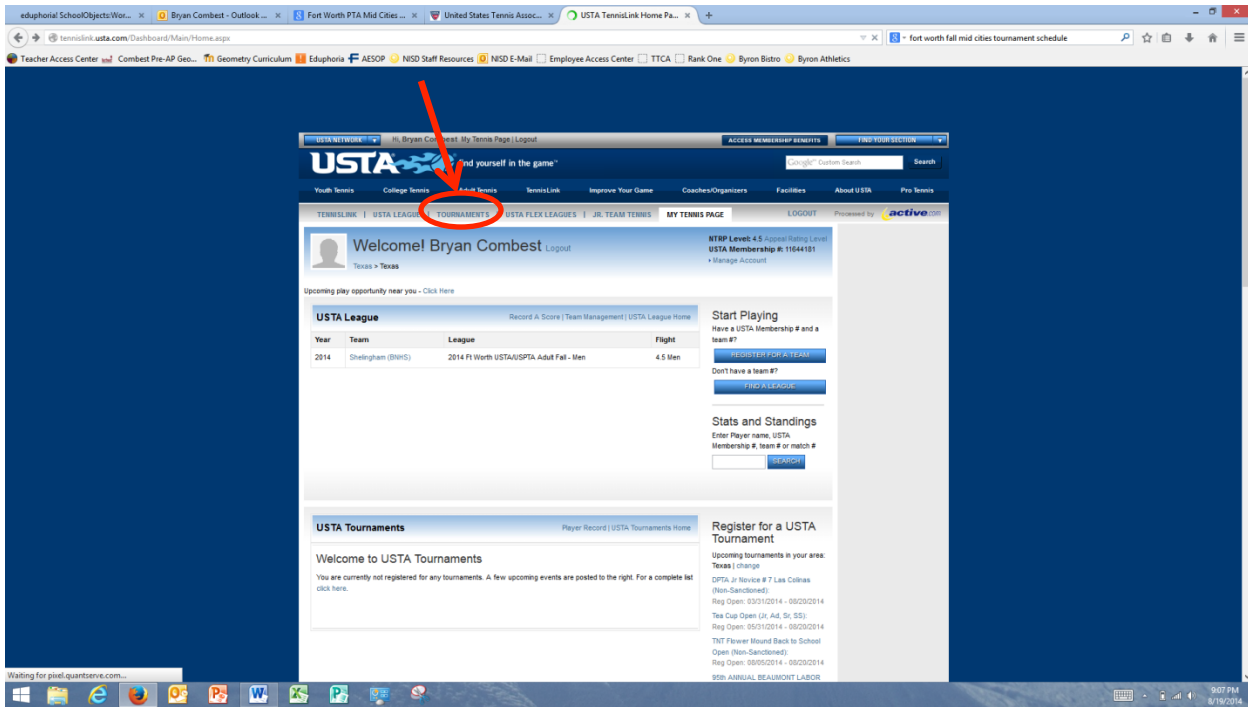 eduphoria! SchoolObjects:Wor...
Bryan Combest - Outlook ...
Fort Worth PTA Mid Cities ...
United States Tennis Assoc...
USTA TennisLink Home Pa...
tennislink.usta.com/Dashboard/Main/Home.aspx
fort worth fall mid cities tournament schedule
Teacher Access Center
Combest Pre-AP Geo...
Geometry Curriculum
Eduphoria
AESOP
NISD Staff Resources
NISD E-Mail
Employee Access Center
TTCA
Rank One
Byron Bistro
Byron Athletics
USTA NETWORK
Hi, Bryan Combest My Tennis Page | Logout
ACCESS MEMBERSHIP BENEFITS
FIND YOUR SECTION
USTA
find yourself in the game
Google™ Custom Search
Search
Youth Tennis
College Tennis
Adult Tennis
TennisLink
Improve Your Game
Coaches/Organizers
Facilities
About USTA
Pro Tennis
TENNISLINK | USTA LEAGUE | TOURNAMENTS
USTA FLEX LEAGUES | JR. TEAM TENNIS
MY TENNIS PAGE
LOGOUT
Processed by active.com
Welcome! Bryan Combest Logout
Texas > Texas
NTRP Level: 4.5 Appeal Rating Level
USTA Membership #: 11644181
Manage Account
Upcoming play opportunity near you - Click Here
USTA League
Record A Score | Team Management | USTA League Home
Year Team League Flight
2014 Shelingham (BNHS) 2014 Ft Worth USTA/USPTA Adult Fall - Men 4.5 Men
Start Playing
Have a USTA Membership # and a
team #?
REGISTER FOR A TEAM
Don't have a team #?
FIND A LEAGUE
Stats and Standings
Enter Player name, USTA
Membership #, team # or match #
SEARCH
USTA Tournaments
Player Record | USTA Tournaments Home
Welcome to USTA Tournaments
You are currently not registered for any tournaments. A few upcoming events are posted to the right. For a complete list
click here.
Register for a USTA
Tournament
Upcoming tournaments in your area:
Texas | change
DPTA Jr Novice # 7 Las Colinas
(Non-Sanctioned):
Reg Open: 03/31/2014 - 08/20/2014
Tea Cup Open (Jr, Ad, Sr, SS):
Reg Open: 05/31/2014 - 08/20/2014
TNT Flower Mound Back to School
Open (Non-Sanctioned):
Reg Open: 08/05/2014 - 08/20/2014
95th ANNUAL BEAUMONT LABOR
Waiting for pixel.quantserve.com...
9:07 PM
8/19/2014